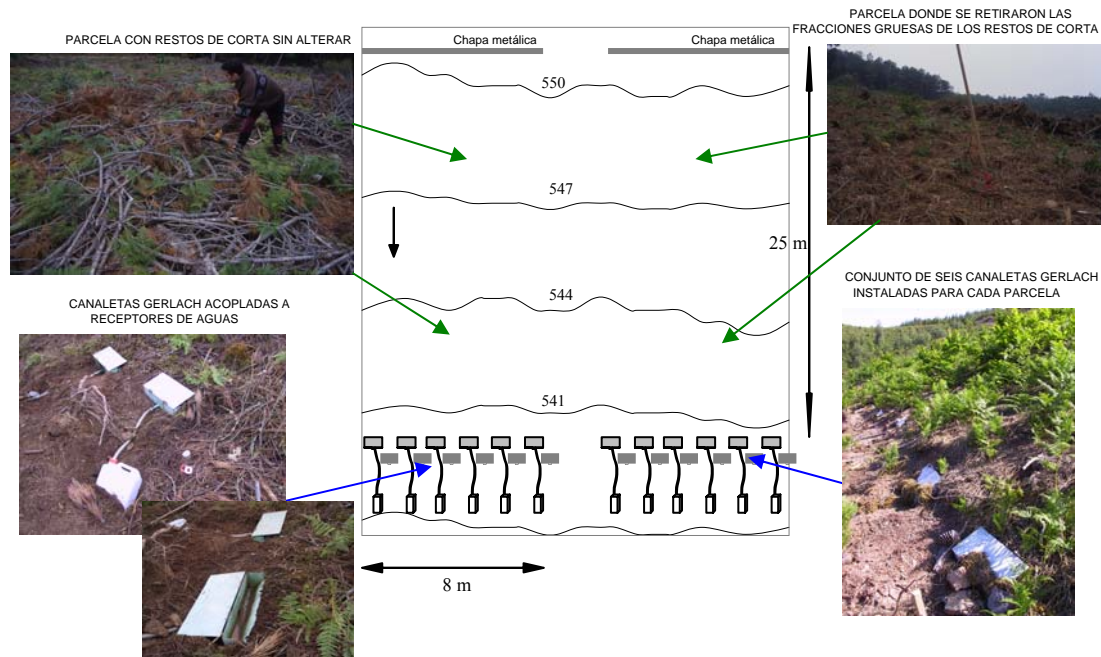 PARCELA CON RESTOS DE CORTA SIN ALTERAR
PARCELA DONDE SE RETIRARON LAS
FRACCIONES GRUESAS DE LOS RESTOS DE CORTA
Chapa metálica
Chapa metálica
550
547
25 m
544
541
CANALETAS GERLACH ACOPLADAS A
RECEPTORES DE AGUAS
CONJUNTO DE SEIS CANALETAS GERLACH
INSTALADAS PARA CADA PARCELA
8 m